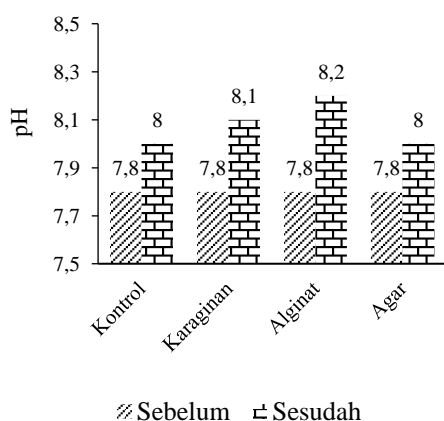 8,5
8,3
8,1
7,9
7,7
7,5
pH
7,8 8 7,8 8,1 7,8 8,2 7,8 8
Kontrol Karaginan Alginat Agar
Sebelum Sesudah